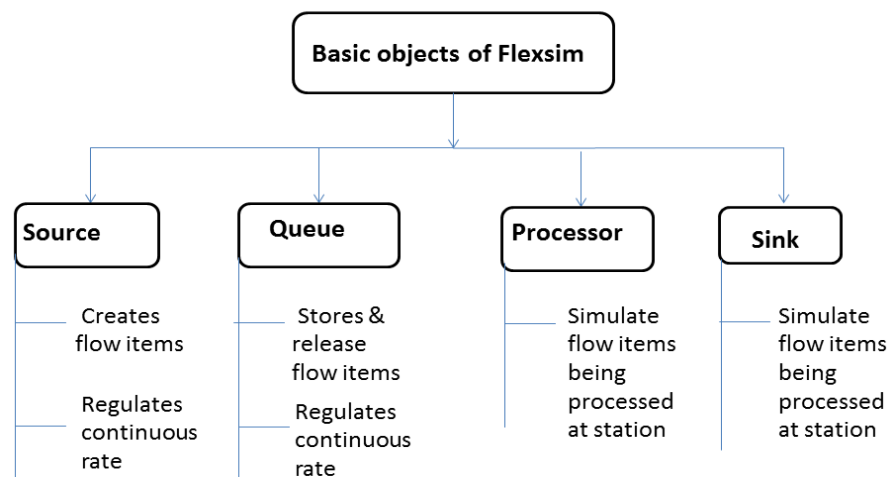 Basic objects of Flexsim
Source
Queue
Processor
Sink
Creates
flow items
Regulates
continuous
rate
Stores &
release
flow items
Regulates
continuous
rate
Simulate
flow items
being
processed
at station
Simulate
flow items
being
processed
at station